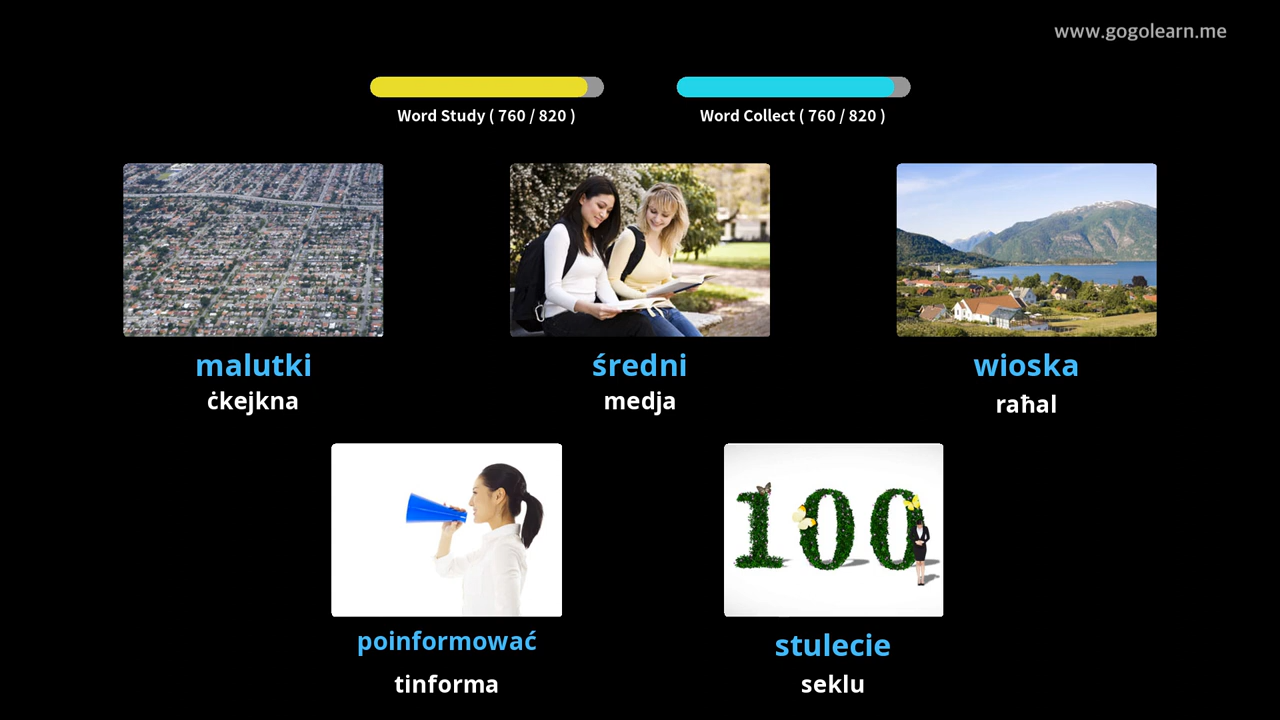 www.gogolearn.me
Word Study ( 760 / 820 )
Word Collect ( 760 / 820 )
malutki
średni
wioska
ċkejkna
medja
raħal
poinformować
stulecie
tinforma
seklu